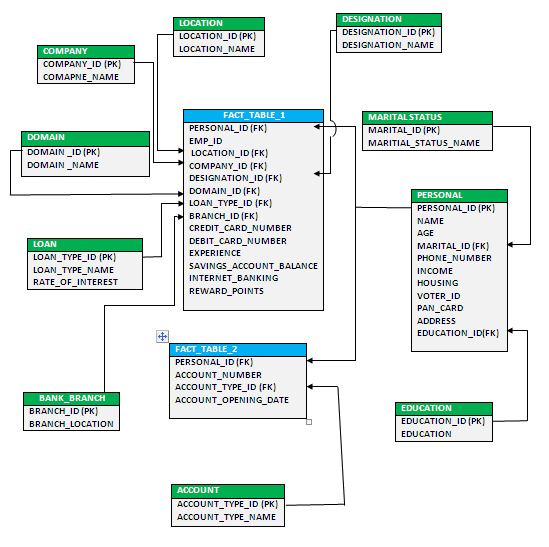 LOCATION
LOCATION_ID (PK)
LOCATION_NAME
DESIGNATION
DESIGNATION_ID (PK)
DESIGNATION_NAME
COMPANY
COMPANY_ID (PK)
COMAPNE_NAME
FACT_TABLE_1
PERSONAL_ID (FK)
EMP_ID
LOCATION_ID (FK)
COMPANY_ID (FK)
DESIGNATION_ID (FK)
DOMAIN_ID (FK)
LOAN_TYPE_ID (FK)
BRANCH_ID (FK)
CREDIT_CARD_NUMBER
DEBIT_CARD_NUMBER
EXPERIENCE
SAVINGS_ACCOUNT_BALANCE
INTERNET_BANKING
REWARD_POINTS
MARITAL STATUS
MARITAL_ID (PK)
MARITIAL_STATUS_NAME
DOMAIN
DOMAIN _ID (PK)
DOMAIN _NAME
PERSONAL
PERSONAL_ID (PK)
NAME
AGE
MARITAL_ID (FK)
PHONE_NUMBER
INCOME
HOUSING
VOTER_ID
PAN_CARD
ADDRESS
EDUCATION_ID(FK)
LOAN
LOAN_TYPE_ID (PK)
LOAN_TYPE_NAME
RATE_OF_INTEREST
FACT_TABLE_2
PERSONAL_ID (FK)
ACCOUNT_NUMBER
ACCOUNT_TYPE_ID (FK)
ACCOUNT_OPENING_DATE
BANK_BRANCH
BRANCH_ID (PK)
BRANCH_LOCATION
EDUCATION
EDUCATION_ID (PK)
EDUCATION
ACCOUNT
ACCOUNT_TYPE_ID (PK)
ACCOUNT_TYPE_NAME